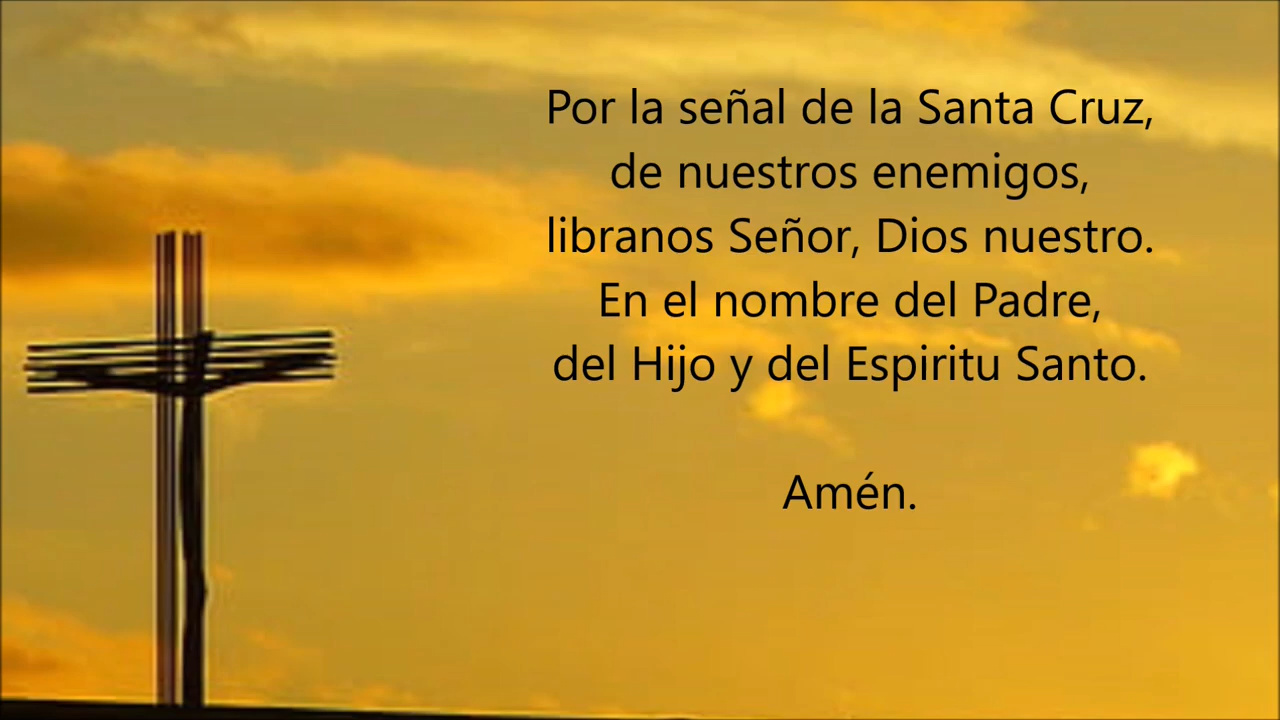 Por la señal de la Santa Cruz,
de nuestros enemigos,
libranos Señor, Dios nuestro.
En el nombre del Padre,
del Hijo y del Espiritu Santo.
Amén.